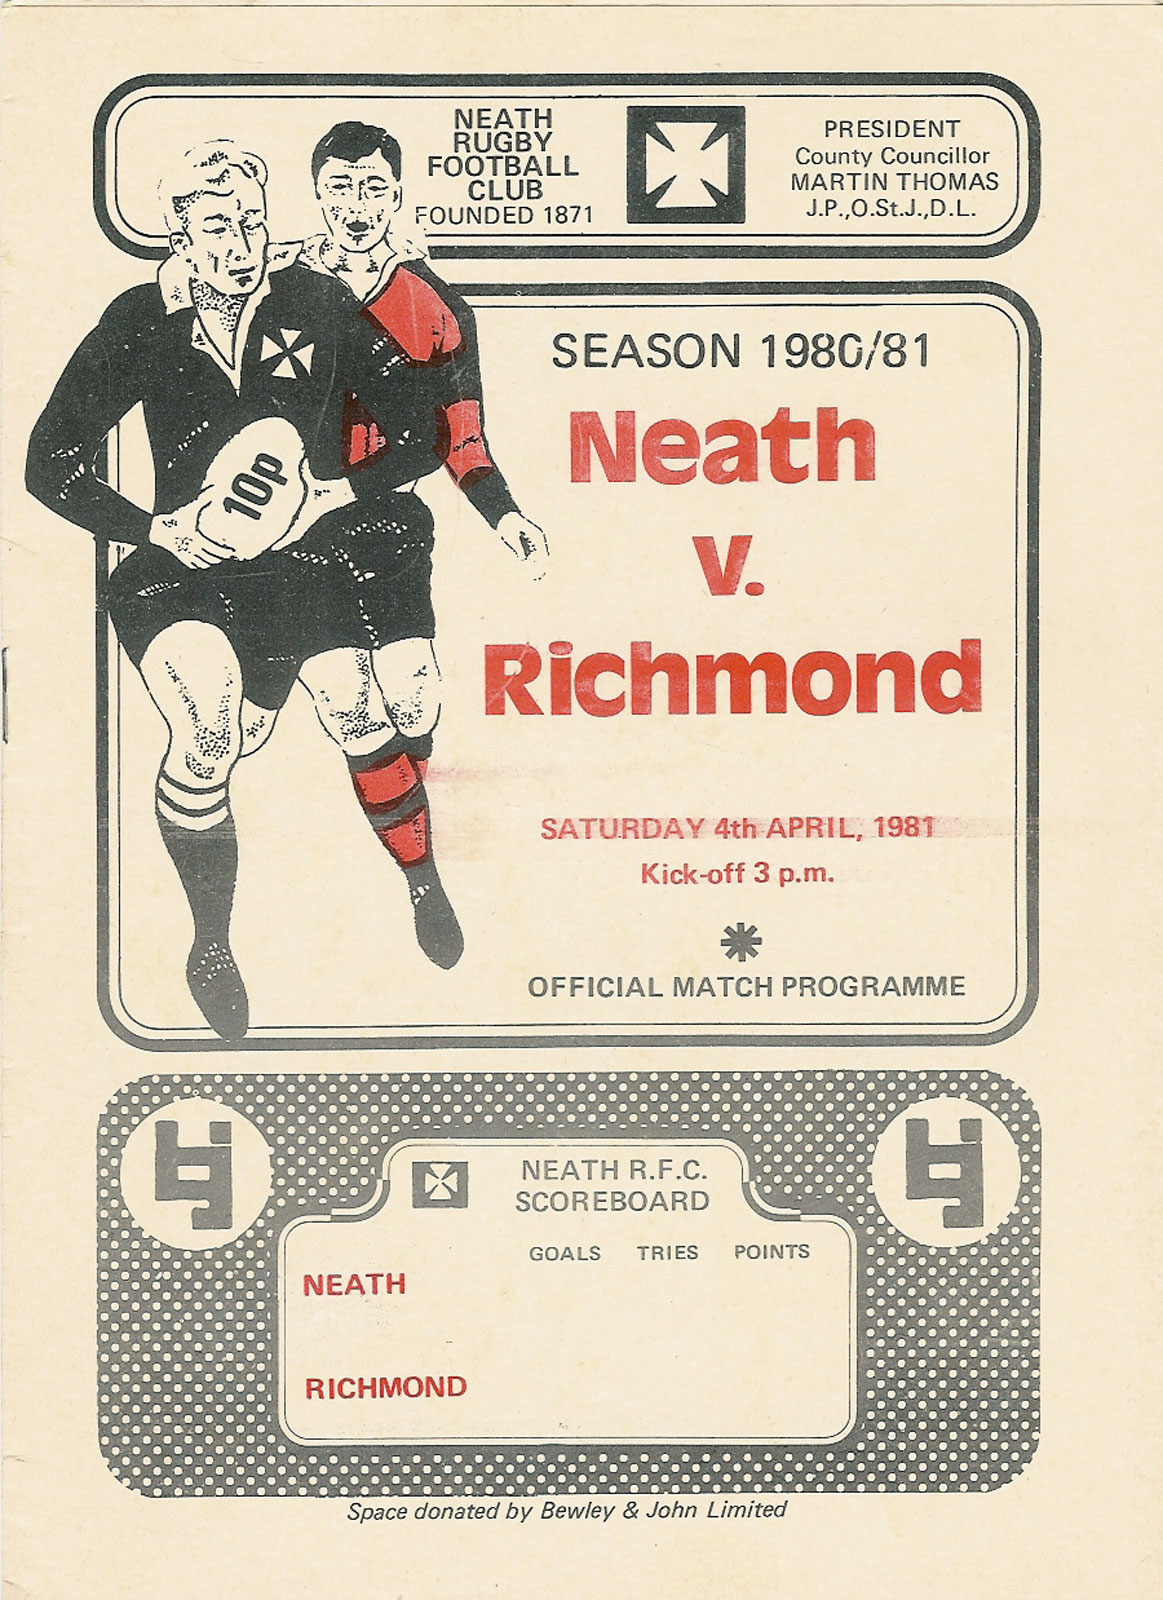 NEATH
RUGBY
FOOTBALL
CLUB
FOUNDED 1871
PRESIDENT
County Councillor
MARTIN THOMAS
J.P.,O.St.J.,D.L.
SEASON 1980/81
Neath
v.
Richmond
10p
SATURDAY 4th APRIL, 1981
Kick-off 3 p.m.
OFFICIAL MATCH PROGRAMME
NEATH R.F.C.
SCOREBOARD
GOALS TRIES POINTS
NEATH
RICHMOND
Space donated by Bewley & John Limited